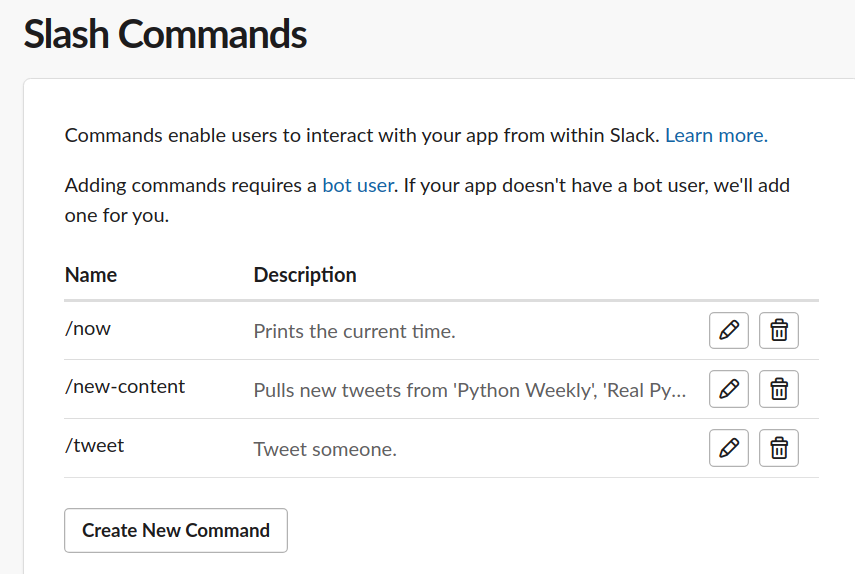 Slash Commands
Commands enable users to interact with your app from within Slack. Learn more.
Adding commands requires a bot user. If your app doesn't have a bot user, we'll add
one for you.
Name Description
/now Prints the current time.
/new-content Pulls new tweets from 'Python Weekly', 'Real Py...
/tweet Tweet someone.
Create New Command